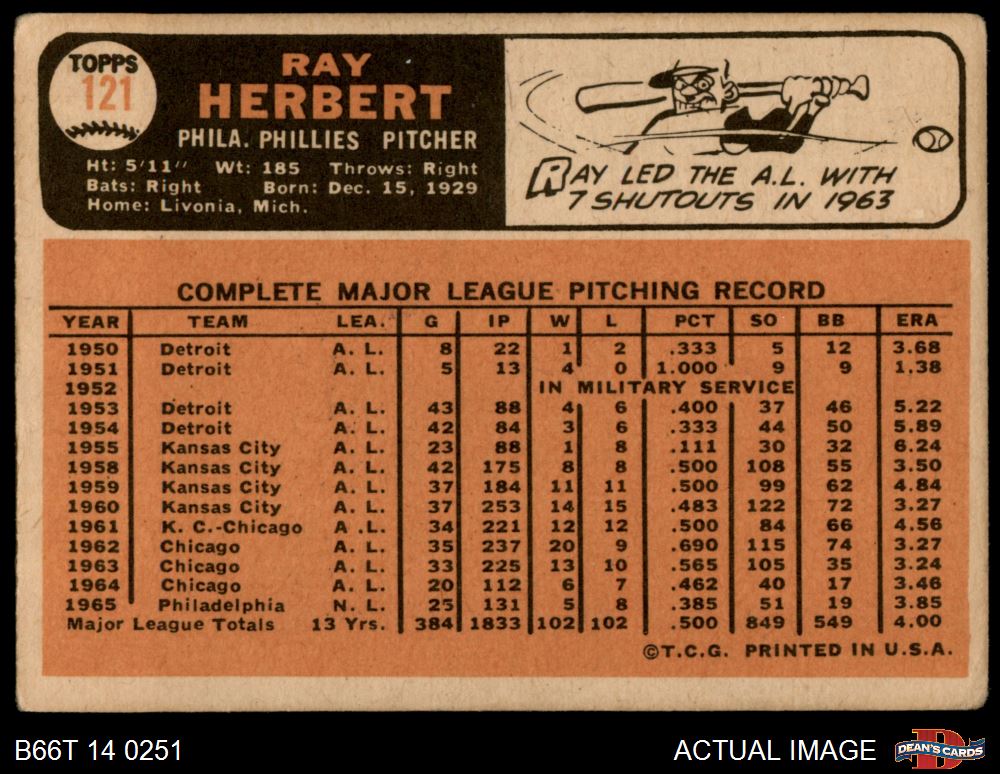 TOPPS
121
RAY
HERBERT
PHILA. PHILLIES PITCHER
Ht: 5'11" Wt: 185 Throws: Right
Bats: Right Born: Dec. 15, 1929
Home: Livonia, Mich.
RAY LED THE A.L. WITH
7 SHUTOUTS IN 1963
COMPLETE MAJOR LEAGUE PITCHING RECORD
YEAR TEAM LEA. G IP W L PCT SO BB ERA
1950 Detroit A. L. 8 22 1 2 .333 5 12 3.68
1951 Detroit A. L. 5 13 4 0 1.000 9 9 1.38
1952 IN MILITARY SERVICE
1953 Detroit A. L. 43 88 4 6 .400 37 46 5.22
1954 Detroit A. L. 42 84 3 6 .333 44 50 5.89
1955 Kansas City A. L. 23 88 1 8 .111 30 32 6.24
1958 Kansas City A. L. 42 175 8 8 .500 108 55 3.50
1959 Kansas City A. L. 37 184 11 11 .500 99 62 4.84
1960 Kansas City A. L. 37 253 14 15 .483 122 72 3.27
1961 K. C.-Chicago A .L. 34 221 12 12 .500 84 66 4.56
1962 Chicago A. L. 35 237 20 9 .690 115 74 3.27
1963 Chicago A. L. 33 225 13 10 .565 105 35 3.24
1964 Chicago A. L. 20 112 6 7 .462 40 17 3.46
1965 Philadelphia N. L. 25 131 5 8 .385 51 19 3.85
Major League Totals 13 Yrs. 384 1833 102 102 .500 849 549 4.00
©T.C.G. PRINTED IN U.S.A.
B66T 14 0251
ACTUAL IMAGE
D
DEAN'S CARDS